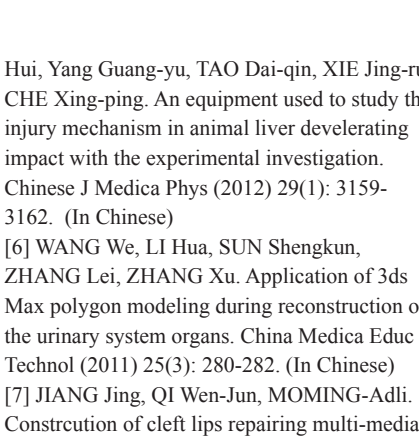 Hui, Yang Guang-yu, TAO Dai-qin, XIE Jing-ru
CHE Xing-ping. An equipment used to study th
injury mechanism in animal liver develerating
impact with the experimental investigation.
Chinese J Medica Phys (2012) 29(1): 3159-
3162.  (In Chinese)
[6] WANG We, LI Hua, SUN Shengkun,
ZHANG Lei, ZHANG Xu. Application of 3ds
Max polygon modeling during reconstruction o
the urinary system organs. China Medica Educ
Technol (2011) 25(3): 280-282. (In Chinese)
[7] JIANG Jing, QI Wen-Jun, MOMING-Adli.
Constrcution of cleft lips repairing multi-media